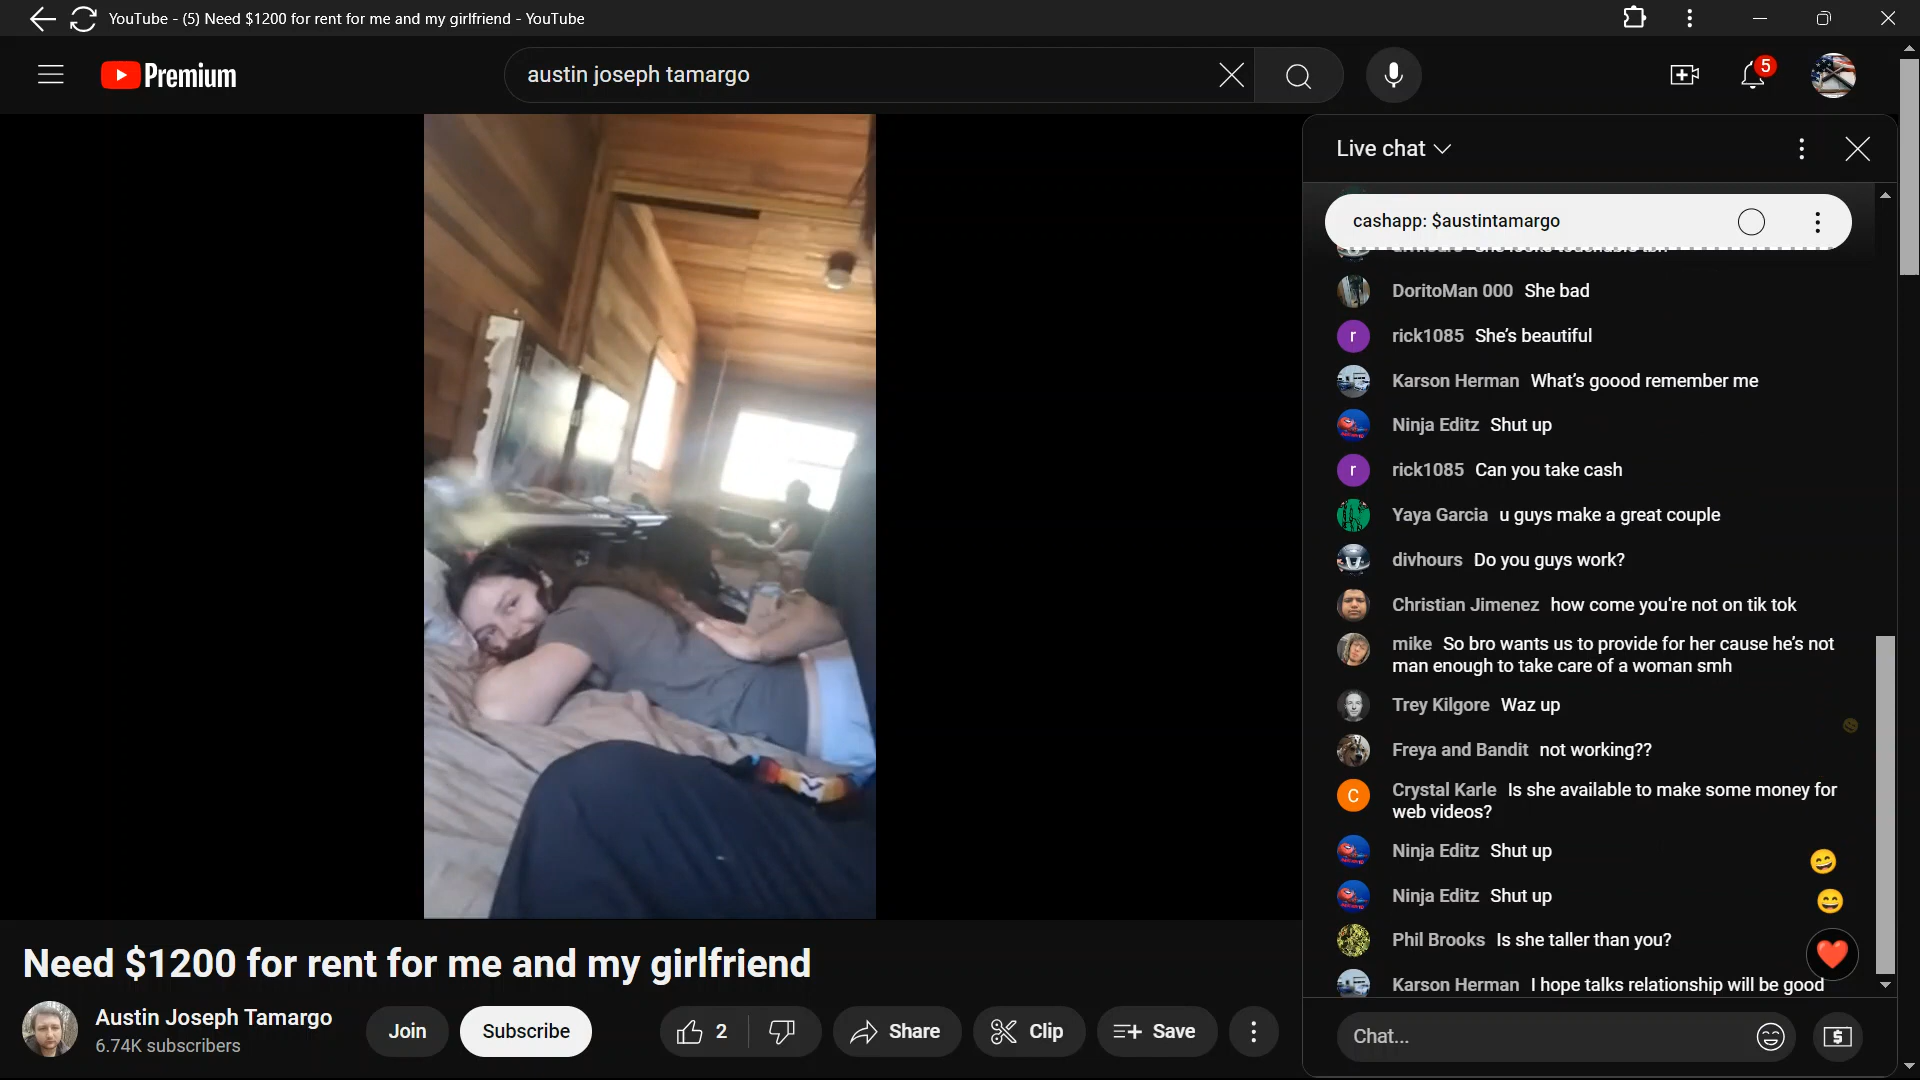 YouTube - (5) Need $1200 for rent for me and my girlfriend - YouTube
Premium
austin joseph tamargo
5
Live chat
cashapp: $austintamargo
DoritoMan 000 She bad
rick1085 She's beautiful
Karson Herman What's goood remember me
Ninja Editz Shut up
rick1085 Can you take cash
Yaya Garcia u guys make a great couple
divhours Do you guys work?
Christian Jimenez how come you're not on tik tok
mike So bro wants us to provide for her cause he's not
man enough to take care of a woman smh
Trey Kilgore Waz up
Freya and Bandit not working??
Crystal Karle Is she available to make some money for
web videos?
Ninja Editz Shut up
Ninja Editz Shut up
Phil Brooks Is she taller than you?
Karson Herman I hope talks relationship will be good
Chat...
Need $1200 for rent for me and my girlfriend
Austin Joseph Tamargo
6.74K subscribers
Join
Subscribe
2
Share
Clip
Save